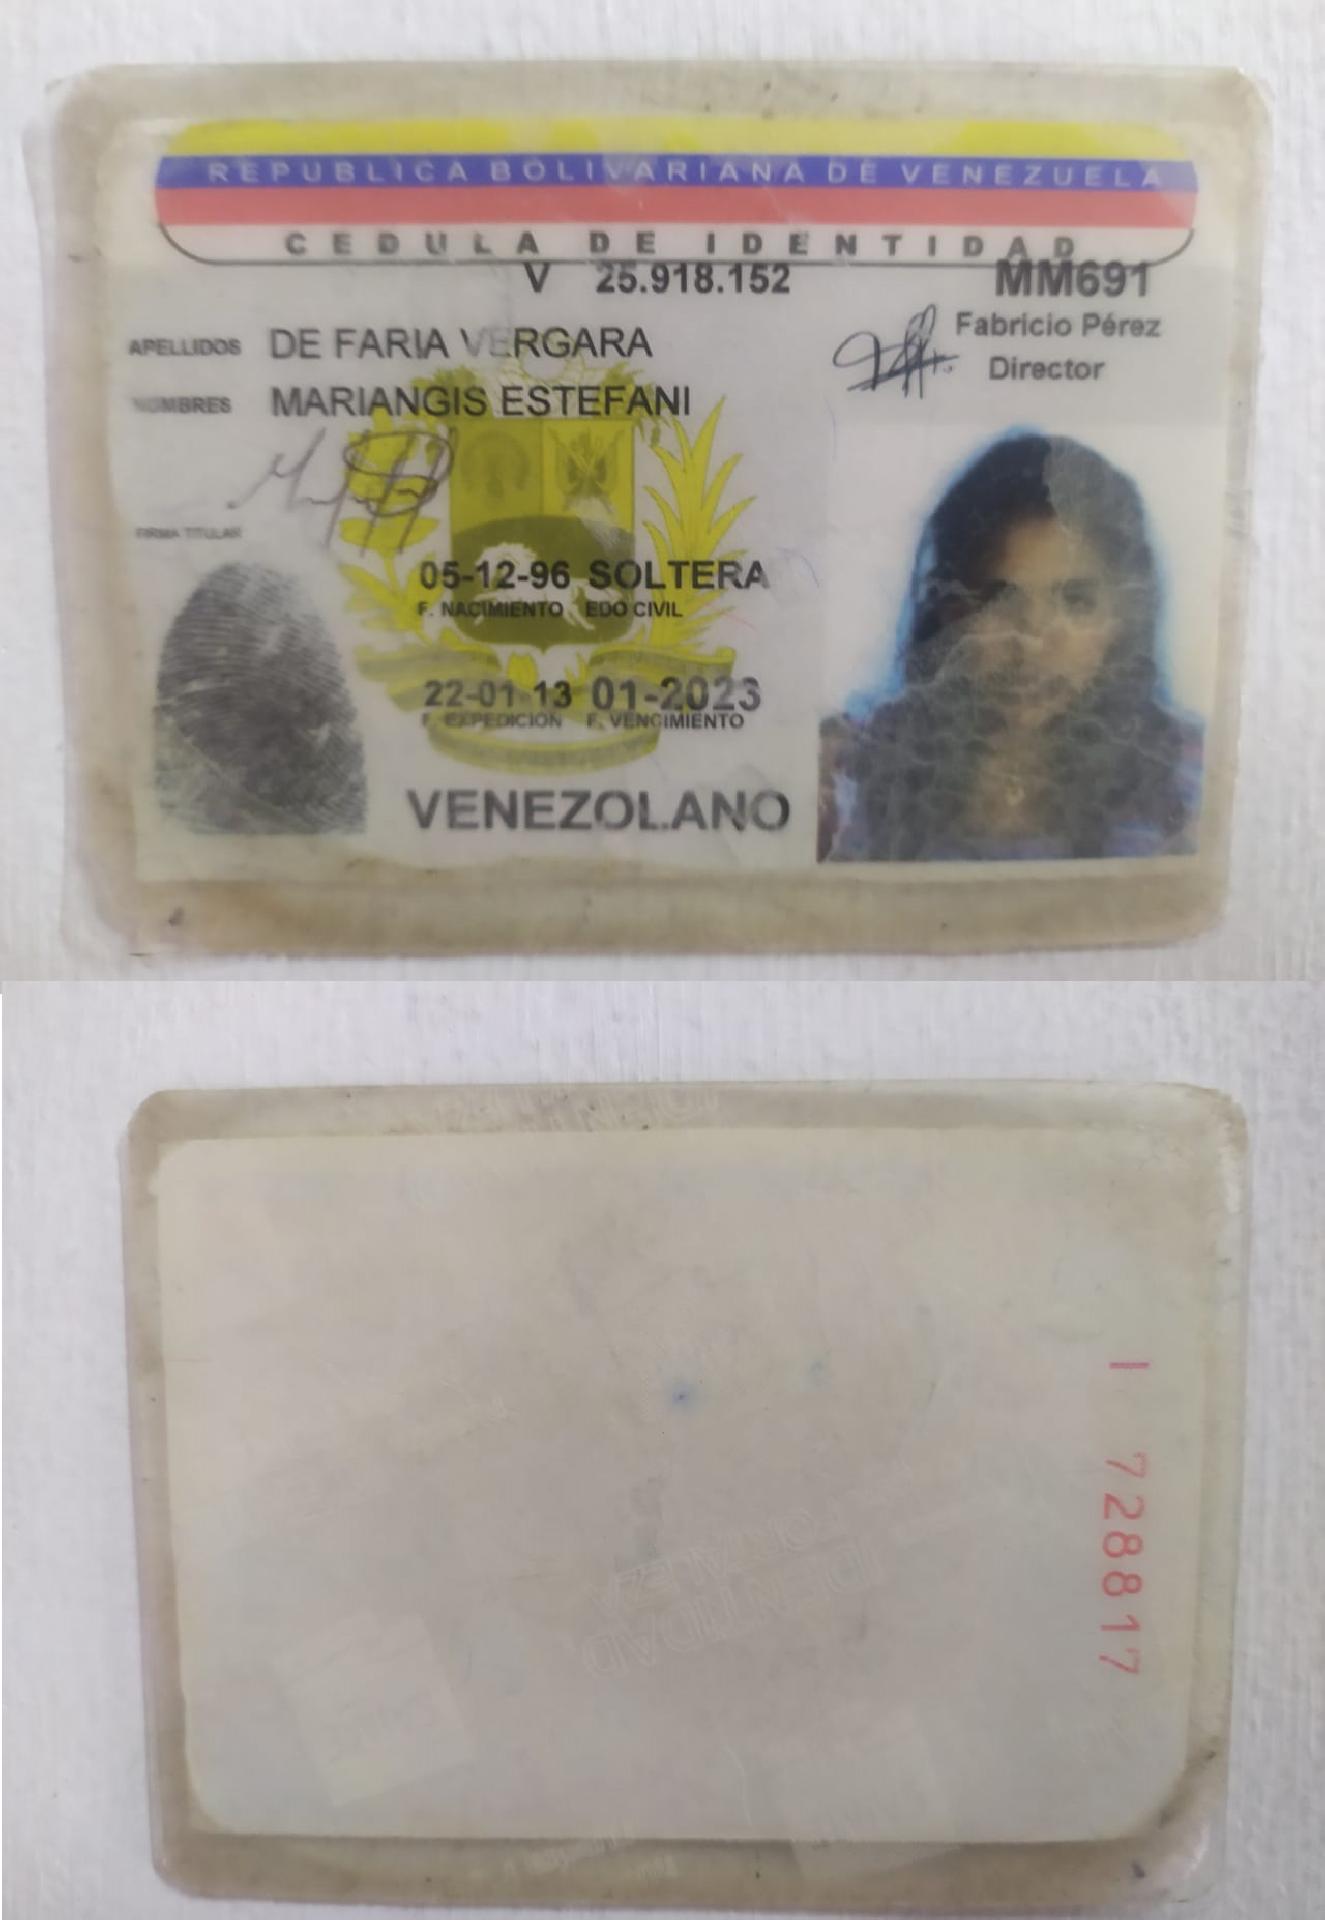 REPUBLICA BOLIVARIANA DE VENEZUELA
CEDULA DE IDENTIDAD
V 25.918.152 MM691
Fabricio Pérez
Director
APELLIDOS DE FARIA VERGARA
NOMBRES MARIANGIS ESTEFANI
FIRMA TITULAR
05-12-96 SOLTERA
F. NACIMIENTO EDO CIVIL
22-01-13 01-2023
F. EXPEDICION F. VENCIMIENTO
VENEZOLANO
IDENTIDAD
I 728817